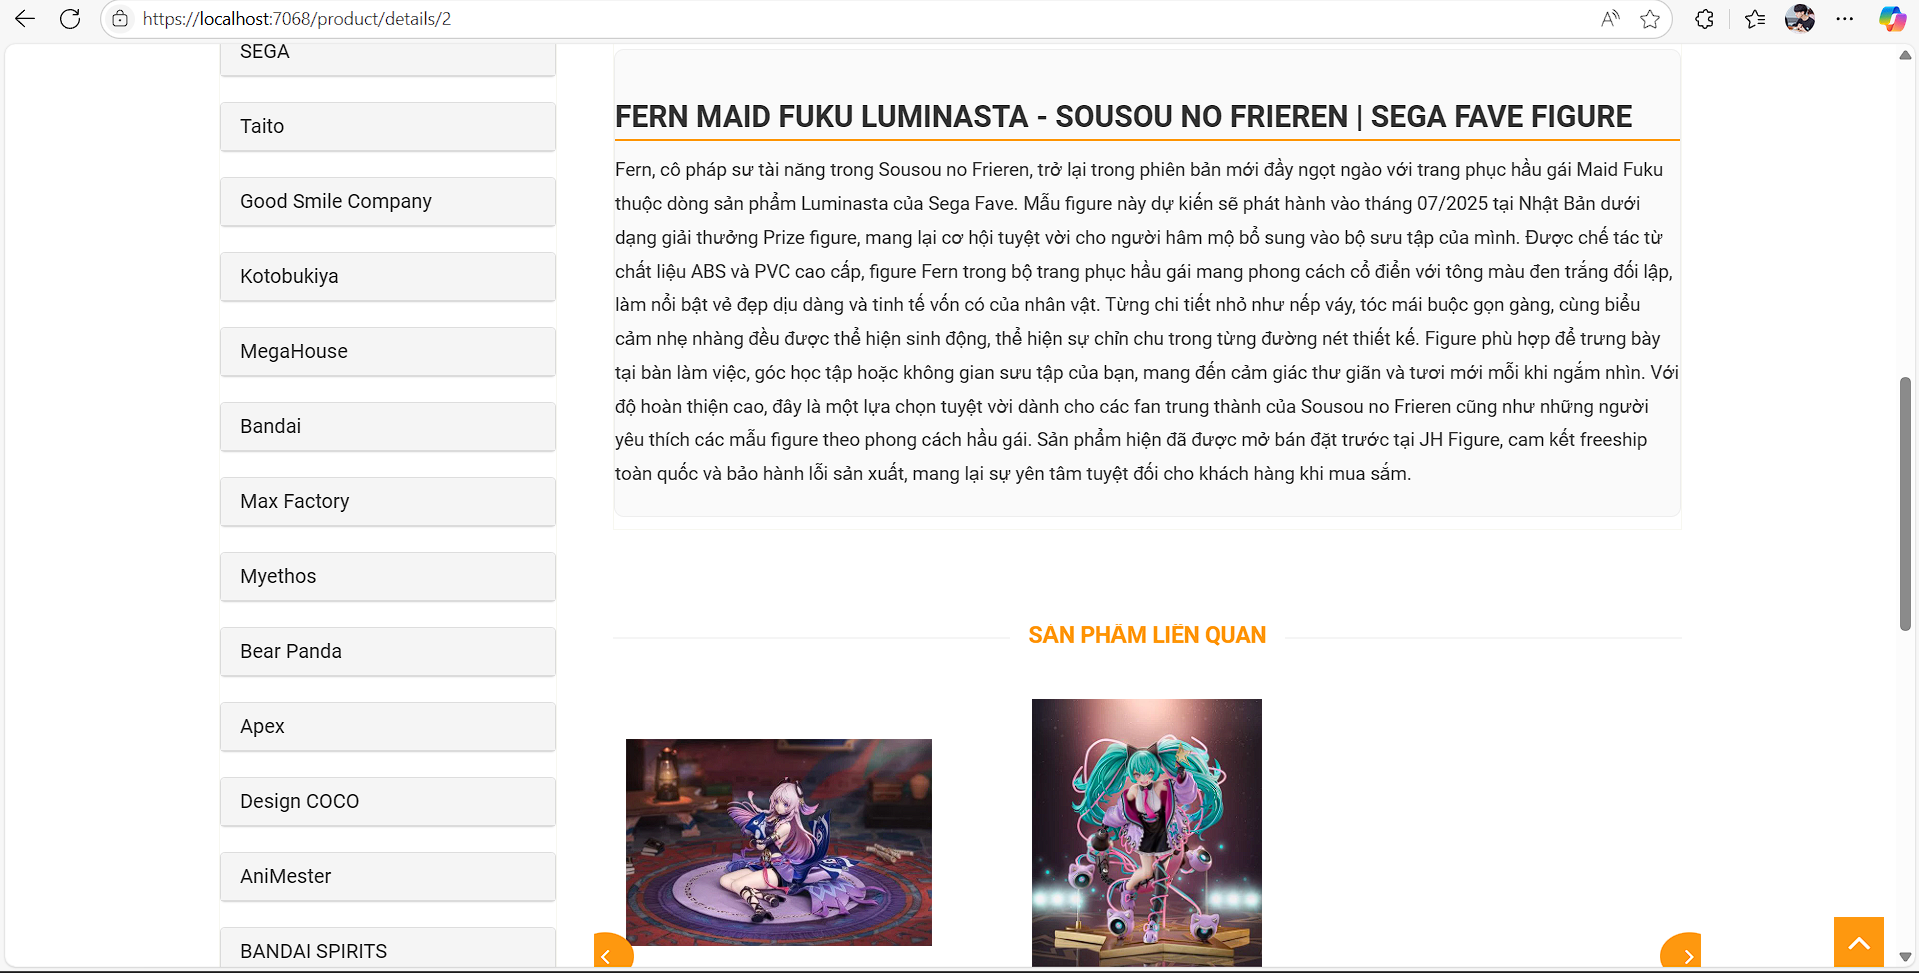 https://localhost:7068/product/details/2
SEGA
Taito
Good Smile Company
Kotobukiya
MegaHouse
Bandai
Max Factory
Myethos
Bear Panda
Apex
Design COCO
AniMester
BANDAI SPIRITS
FERN MAID FUKU LUMINASTA - SOUSOU NO FRIEREN | SEGA FAVE FIGURE
Fern, cô pháp sư tài năng trong Sousou no Frieren, trở lại trong phiên bản mới đầy ngọt ngào với trang phục hầu gái Maid Fuku
thuộc dòng sản phẩm Luminasta của Sega Fave. Mẫu figure này dự kiến sẽ phát hành vào tháng 07/2025 tại Nhật Bản dưới
dạng giải thưởng Prize figure, mang lại cơ hội tuyệt vời cho người hâm mộ bổ sung vào bộ sưu tập của mình. Được chế tác từ
chất liệu ABS và PVC cao cấp, figure Fern trong bộ trang phục hầu gái mang phong cách cổ điển với tông màu đen trắng đối lập,
làm nổi bật vẻ đẹp dịu dàng và tinh tế vốn có của nhân vật. Từng chi tiết nhỏ như nếp váy, tóc mái buộc gọn gàng, cùng biểu
cảm nhẹ nhàng đều được thể hiện sinh động, thể hiện sự chỉn chu trong từng đường nét thiết kế. Figure phù hợp để trưng bày
tại bàn làm việc, góc học tập hoặc không gian sưu tập của bạn, mang đến cảm giác thư giãn và tươi mới mỗi khi ngắm nhìn. Với
độ hoàn thiện cao, đây là một lựa chọn tuyệt vời dành cho các fan trung thành của Sousou no Frieren cũng như những người
yêu thích các mẫu figure theo phong cách hầu gái. Sản phẩm hiện đã được mở bán đặt trước tại JH Figure, cam kết freeship
toàn quốc và bảo hành lỗi sản xuất, mang lại sự yên tâm tuyệt đối cho khách hàng khi mua sắm.
SẢN PHẨM LIÊN QUAN